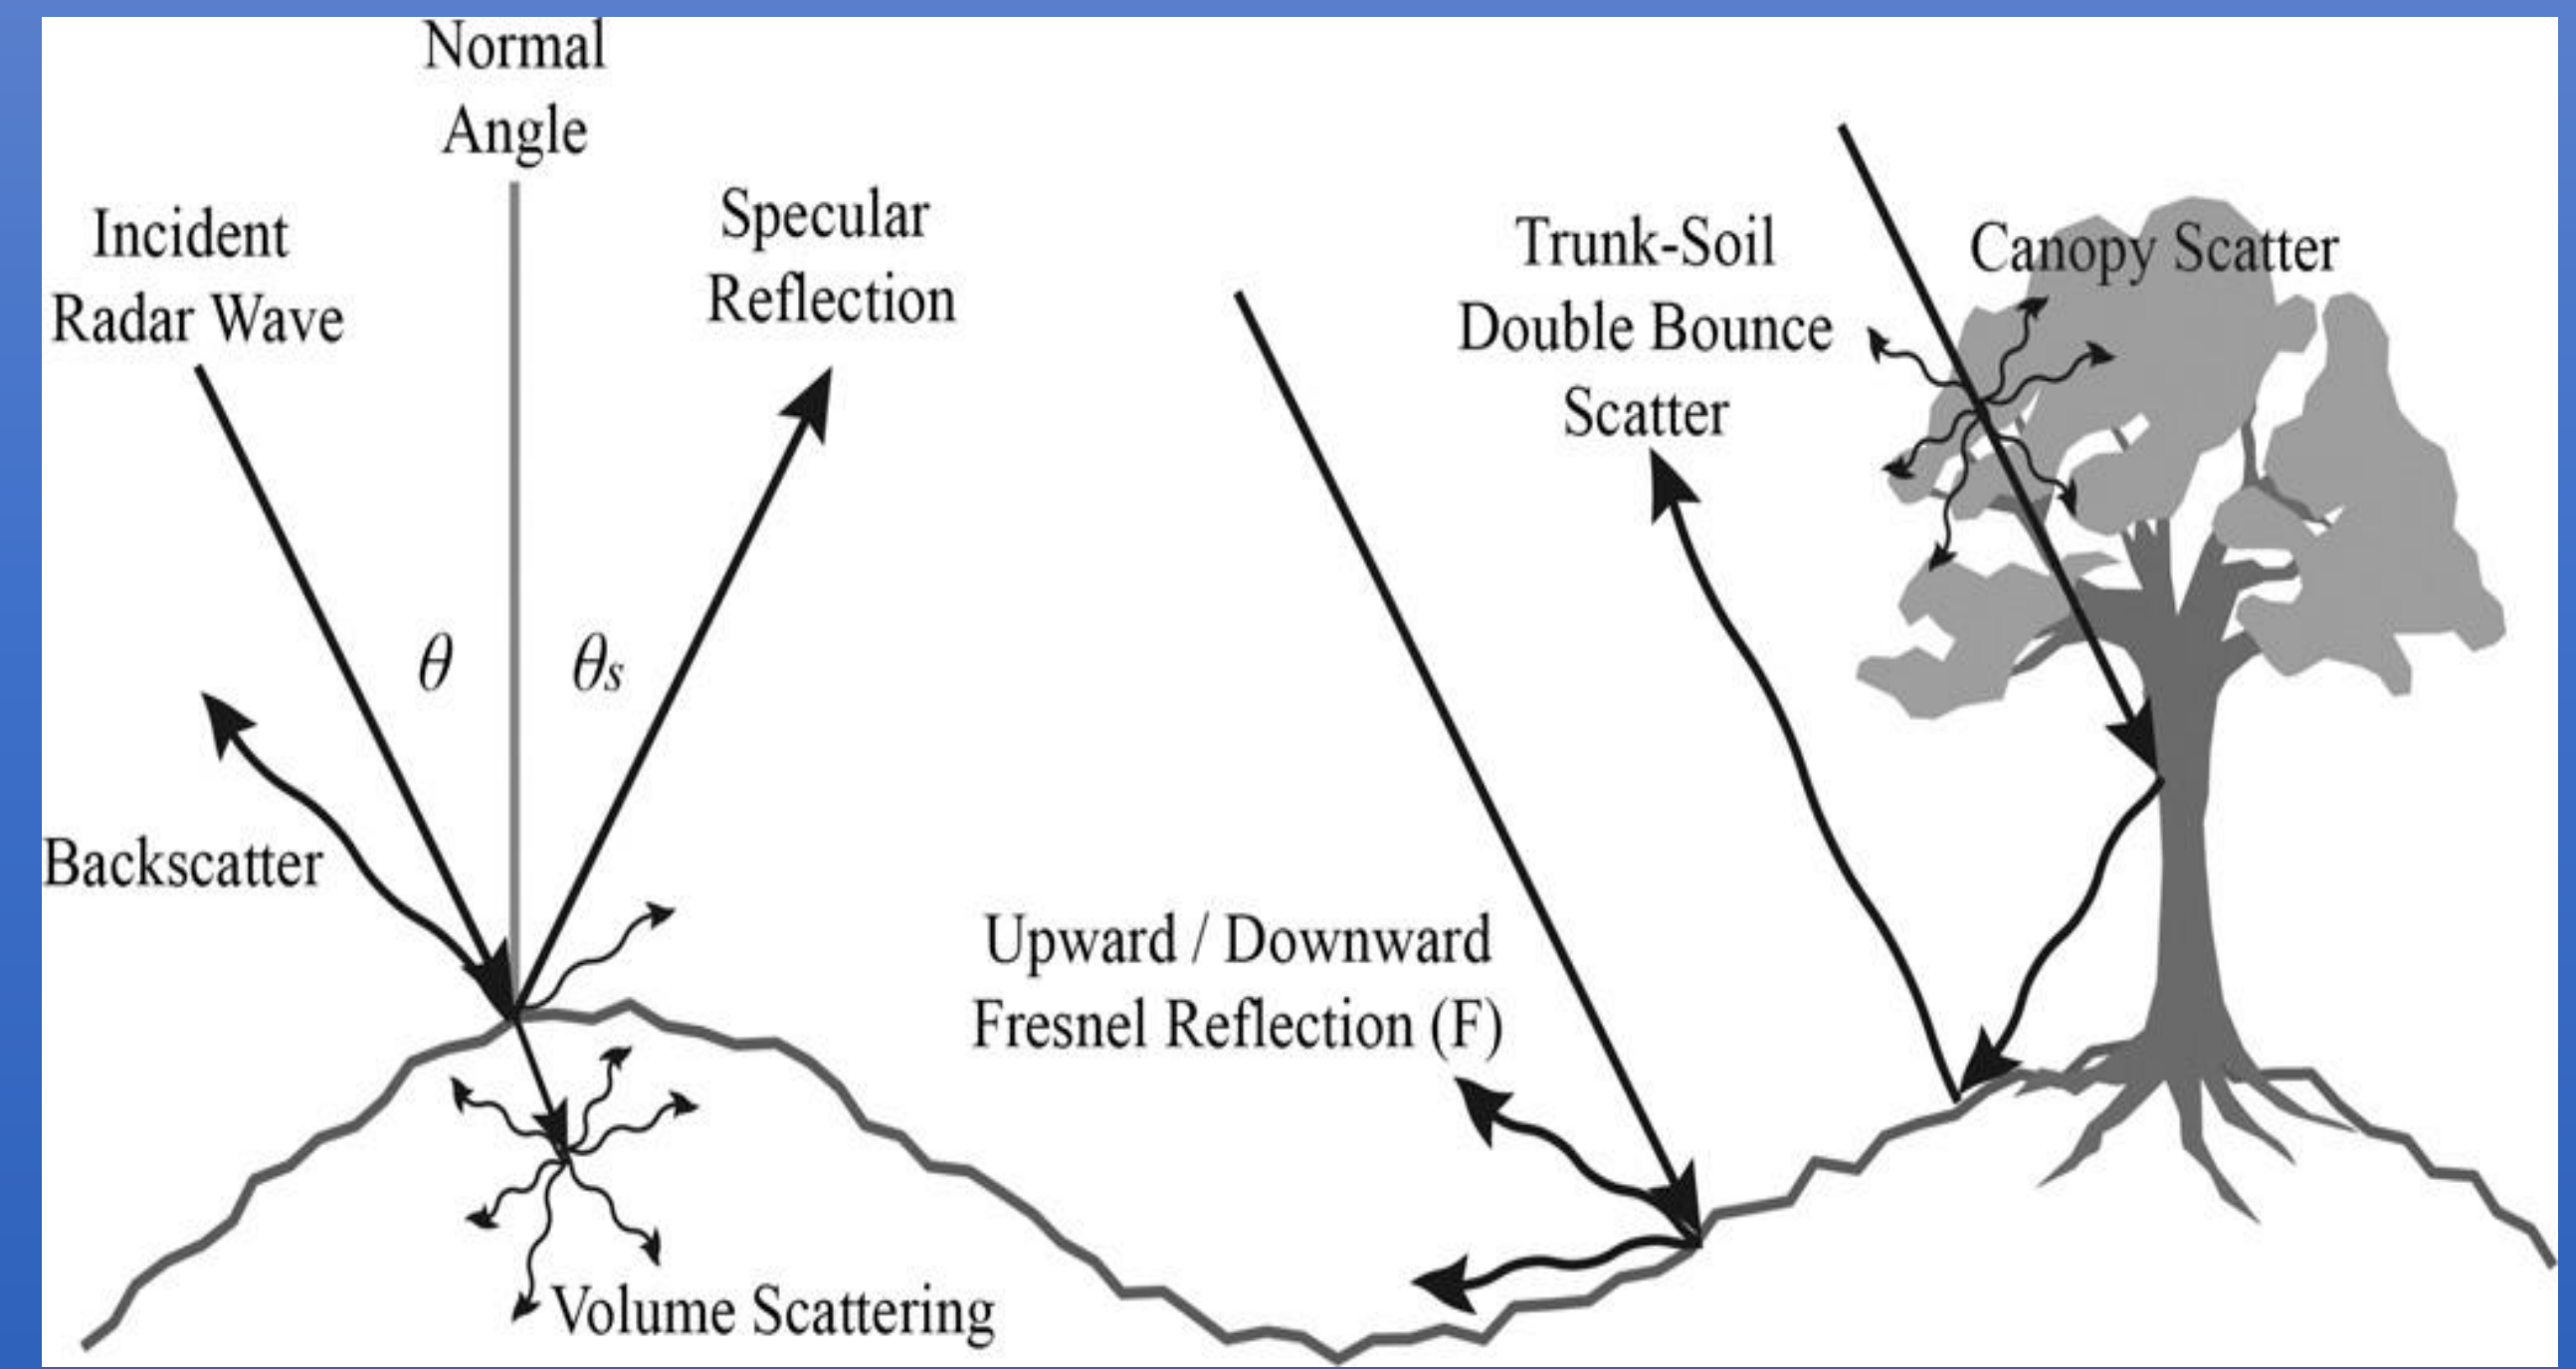 Normal
Angle
Incident
Radar Wave
Specular
Reflection
θ
θs
Backscatter
Volume Scattering
Upward / Downward
Fresnel Reflection (F)
Trunk-Soil
Double Bounce
Scatter
Canopy Scatter